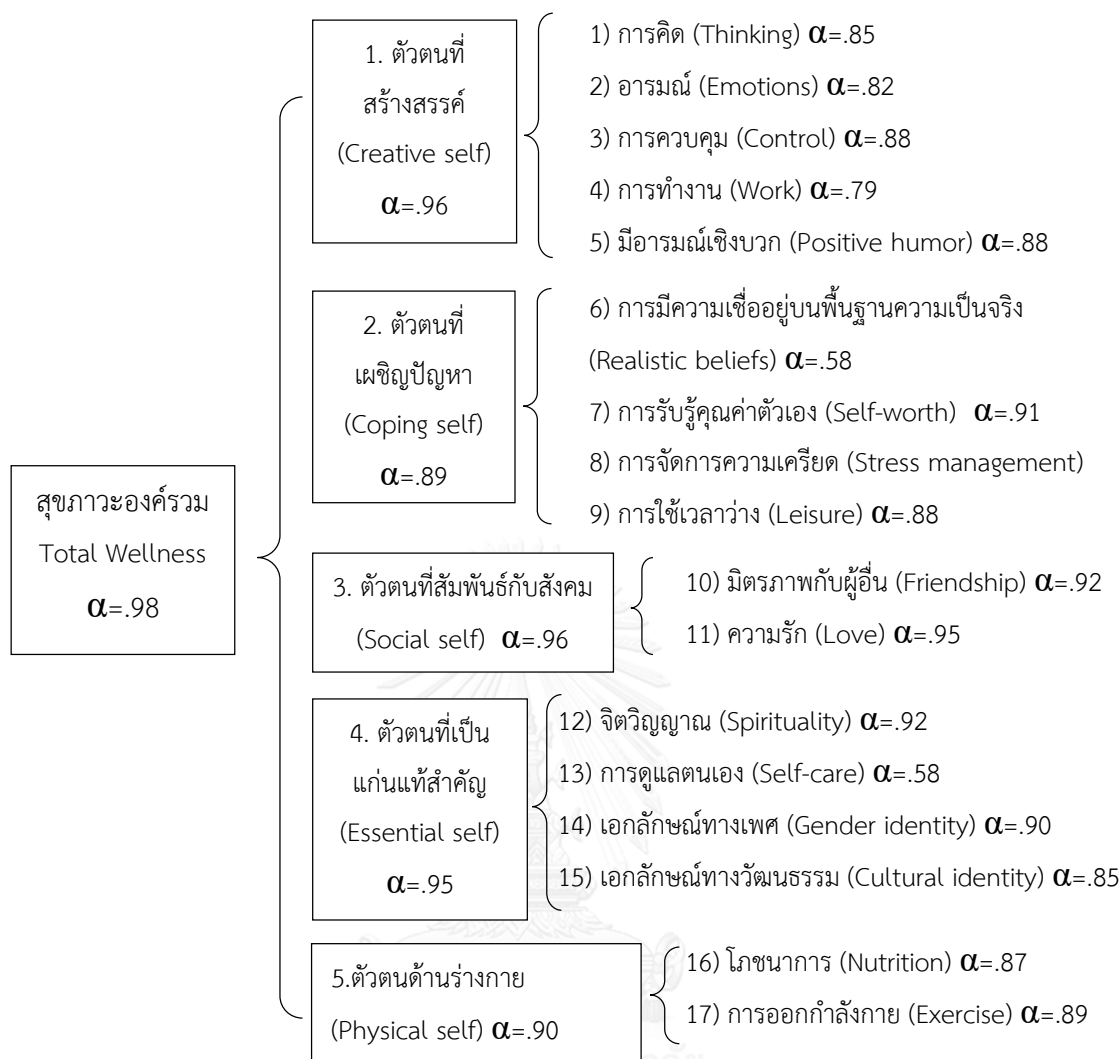 สุขภาวะองค์รวม
Total Wellness
α=.98
1. ตัวตนที่
สร้างสรรค์
(Creative self)
α=.96
1) การคิด (Thinking) α=.85
2) อารมณ์ (Emotions) α=.82
3) การควบคุม (Control) α=.88
4) การทำงาน (Work) α=.79
5) มีอารมณ์เชิงบวก (Positive humor) α=.88
2. ตัวตนที่
เผชิญปัญหา
(Coping self)
α=.89
6) การมีความเชื่ออยู่บนพื้นฐานความเป็นจริง
(Realistic beliefs) α=.58
7) การรับรู้คุณค่าตัวเอง (Self-worth) α=.91
8) การจัดการความเครียด (Stress management)
9) การใช้เวลาว่าง (Leisure) α=.88
3. ตัวตนที่สัมพันธ์กับสังคม
(Social self) α=.96
10) มิตรภาพกับผู้อื่น (Friendship) α=.92
11) ความรัก (Love) α=.95
4. ตัวตนที่เป็น
แก่นแท้สำคัญ
(Essential self)
α=.95
12) จิตวิญญาณ (Spirituality) α=.92
13) การดูแลตนเอง (Self-care) α=.58
14) เอกลักษณ์ทางเพศ (Gender identity) α=.90
15) เอกลักษณ์ทางวัฒนธรรม (Cultural identity) α=.85
5.ตัวตนด้านร่างกาย
(Physical self) α=.90
16) โภชนาการ (Nutrition) α=.87
17) การออกกำลังกาย (Exercise) α=.89